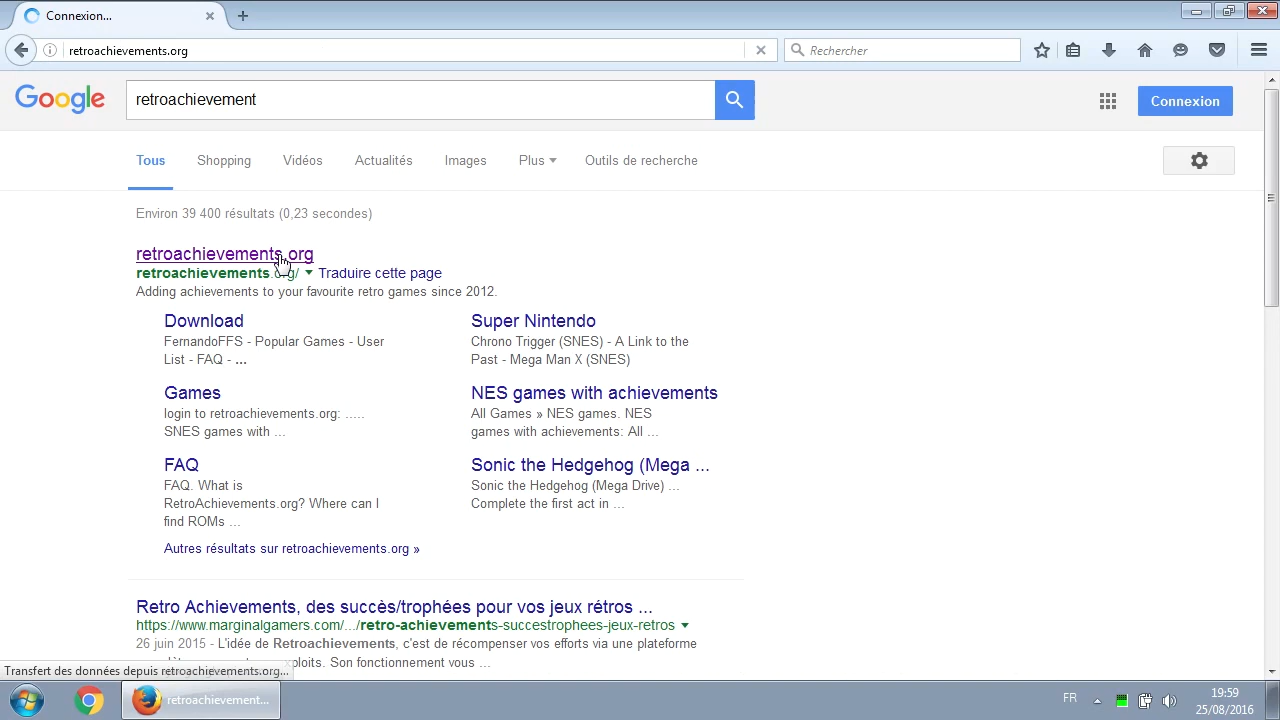 Connexion...
retroachievements.org
Rechercher
Google
retroachievement
Connexion
Tous Shopping Vidéos Actualités Images Plus Outils de recherche
Environ 39 400 résultats (0,23 secondes)
retroachievements.org
retroachievements.org/ Traduire cette page
Adding achievements to your favourite retro games since 2012.
Download
FernandoFFS - Popular Games - User
List - FAQ - ...
Super Nintendo
Chrono Trigger (SNES) - A Link to the
Past - Mega Man X (SNES)
Games
login to retroachievements.org: .....
SNES games with ...
NES games with achievements
All Games » NES games. NES
games with achievements: All ...
FAQ
FAQ. What is
RetroAchievements.org? Where can I
find ROMs ...
Sonic the Hedgehog (Mega ...
Sonic the Hedgehog (Mega Drive) ...
Complete the first act in ...
Autres résultats sur retroachievements.org »
Retro Achievements, des succès/trophées pour vos jeux rétros ...
https://www.marginalgamers.com/.../retro-achievements-succestrophees-jeux-retros
26 juin 2015 - L'idée de Retroachievements, c'est de récompenser vos efforts via une plateforme
Son fonctionnement vous ...
Transfert des données depuis retroachievements.org...
retroachievement...
FR
19:59
25/08/2016